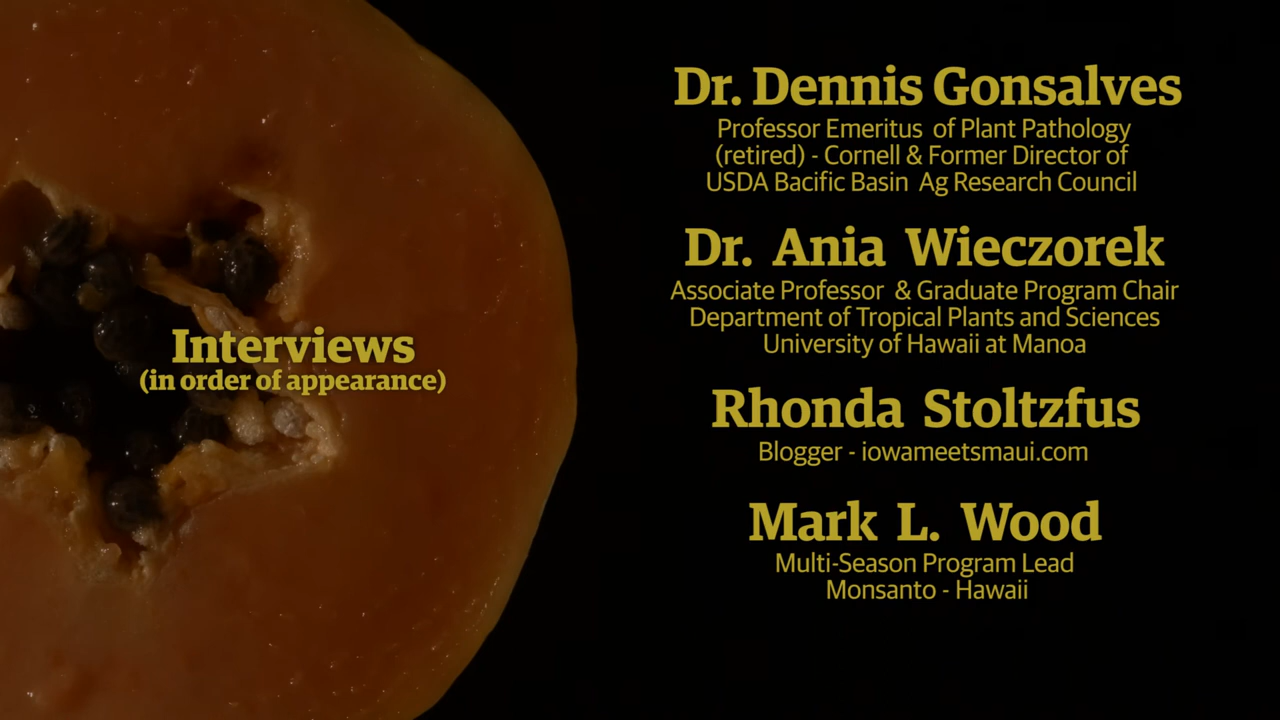 Interviews
(in order of appearance)
Dr. Dennis Gonsalves
Professor Emeritus of Plant Pathology
(retired) - Cornell & Former Director of
USDA Bacific Basin Ag Research Council
Dr. Ania Wieczorek
Associate Professor & Graduate Program Chair
Department of Tropical Plants and Sciences
University of Hawaii at Manoa
Rhonda Stoltzfus
Blogger - iowameetsmaui.com
Mark L. Wood
Multi-Season Program Lead
Monsanto - Hawaii